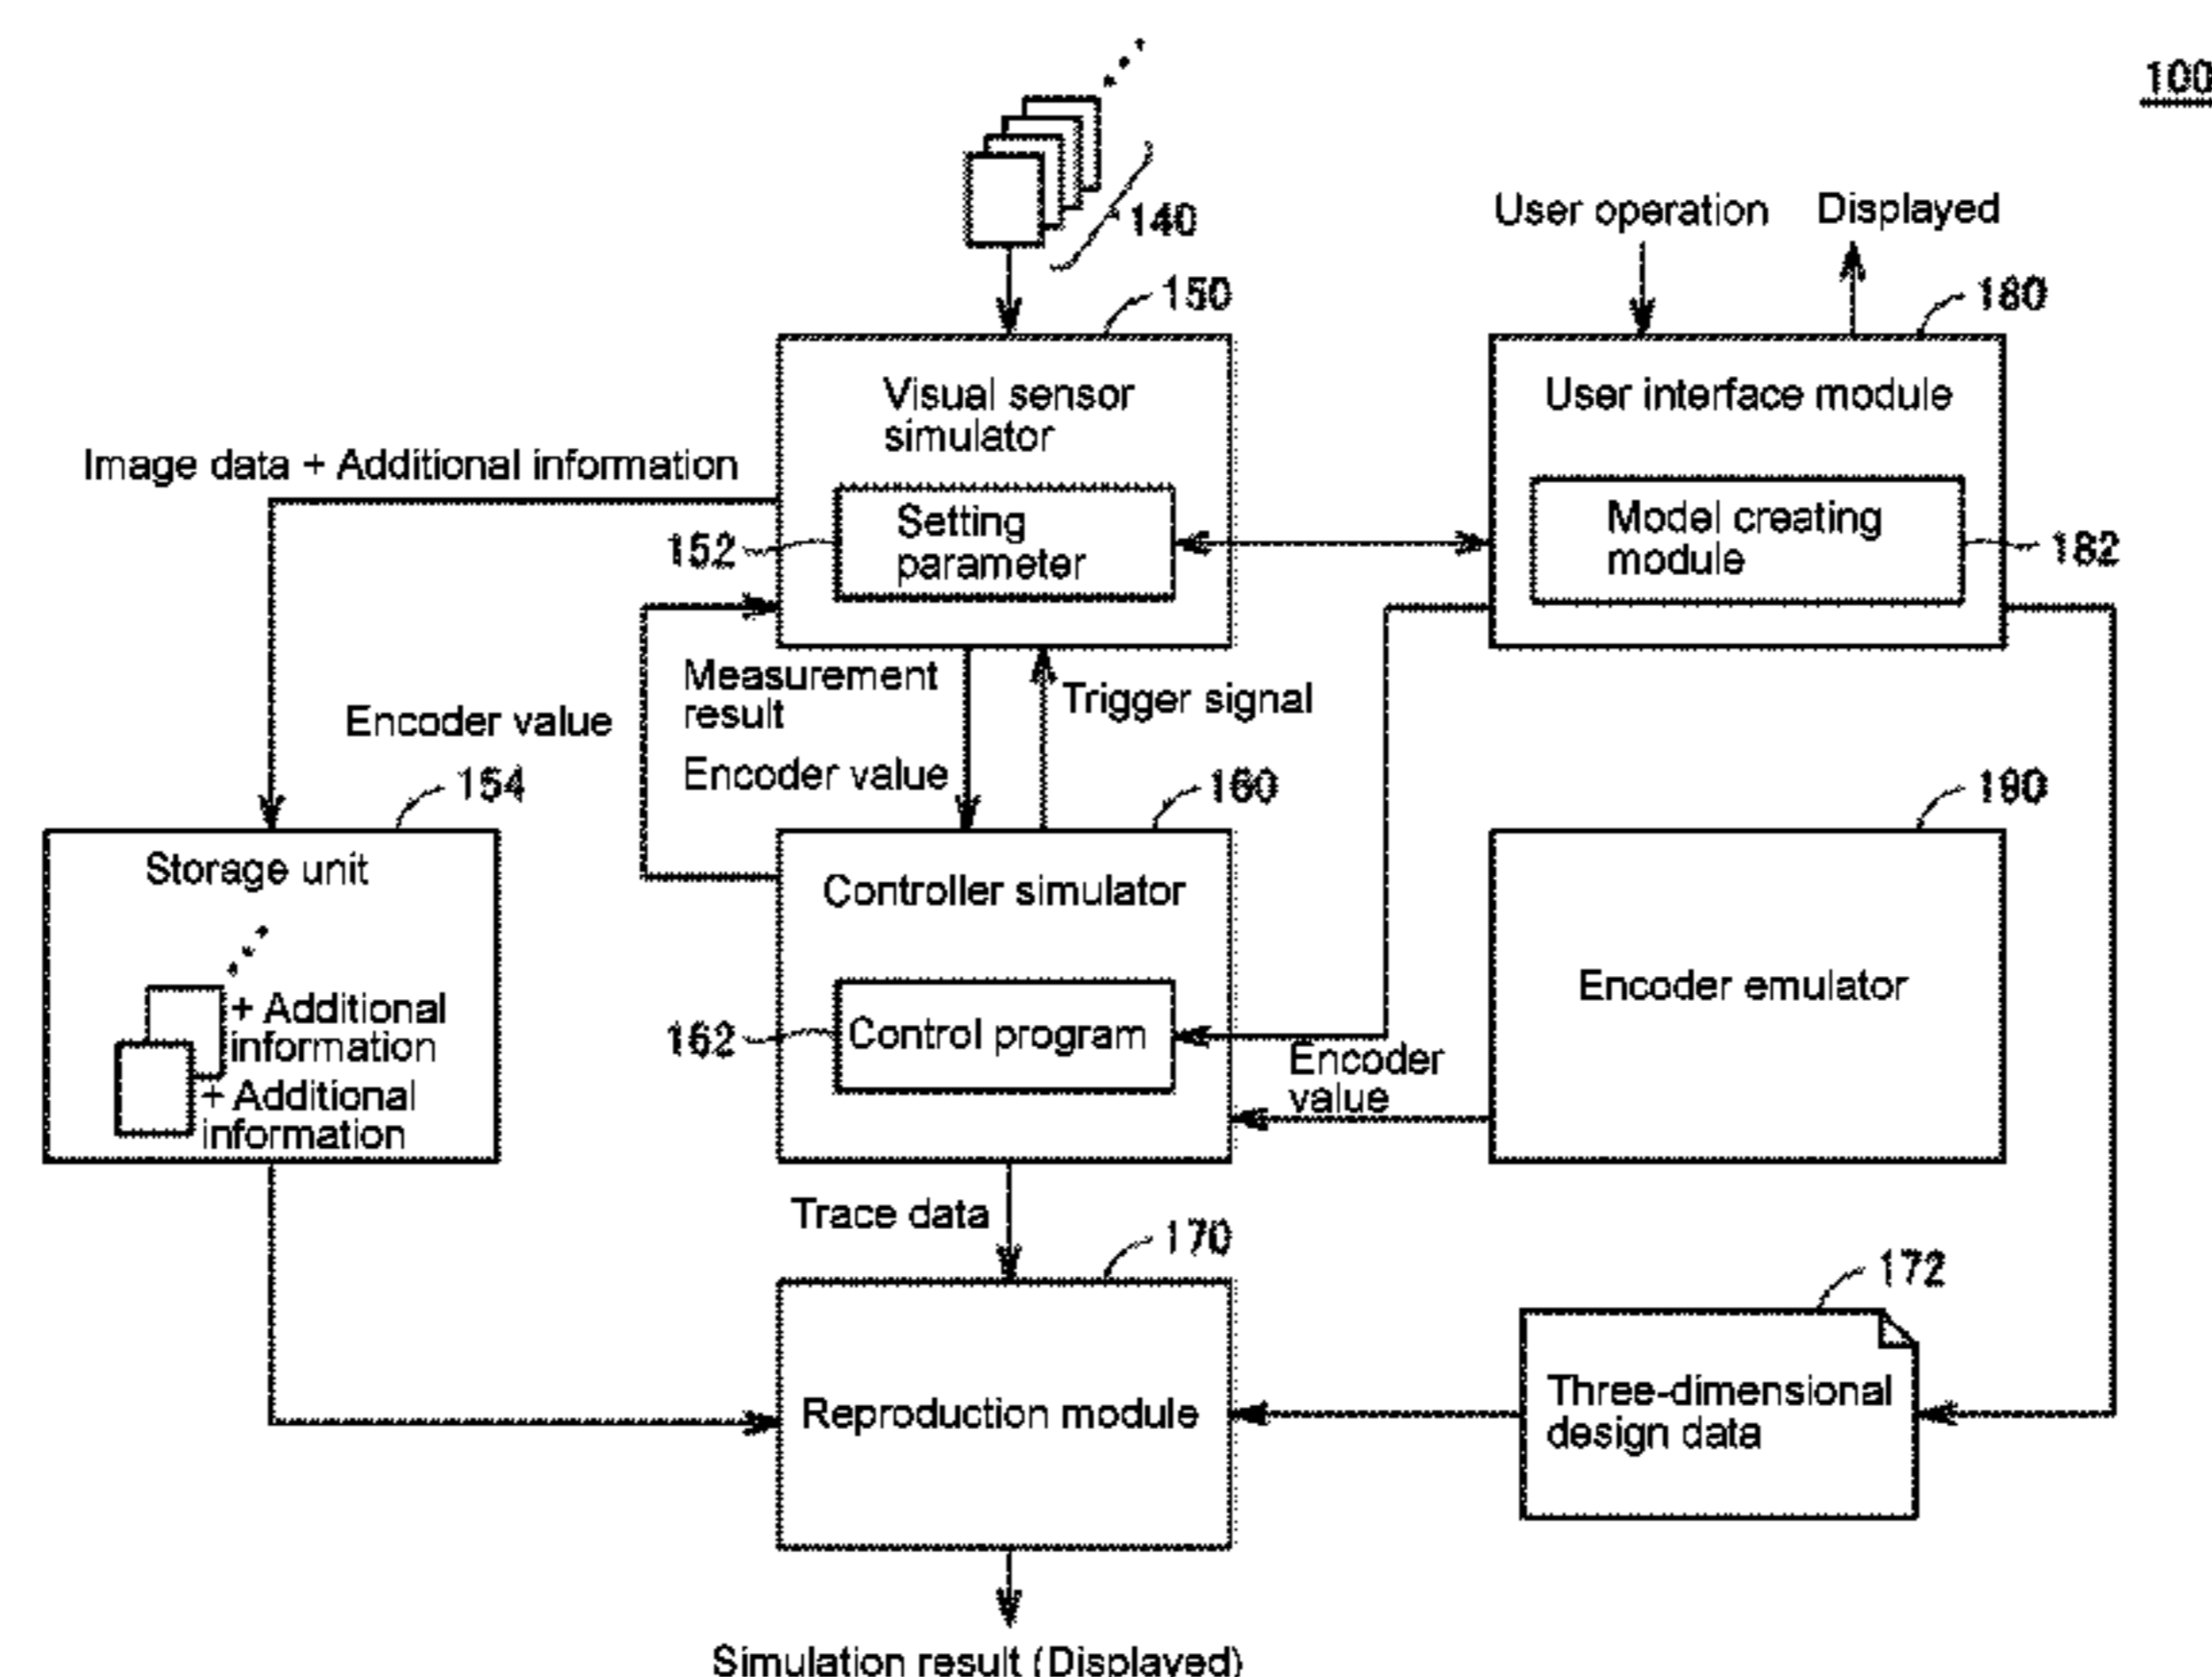 100
140
User operation Displayed
150
180
Visual sensor
simulator
User interface module
Image data + Additional information
Setting
parameter
152
Model creating
module
182
Measurement
result
Trigger signal
Encoder value
Encoder value
154
160
190
Storage unit
Controller simulator
Encoder emulator
+ Additional
information
+ Additional
information
162
Control program
Encoder
value
Trace data
170
172
Reproduction module
Three-dimensional
design data
Simulation result (Displayed)